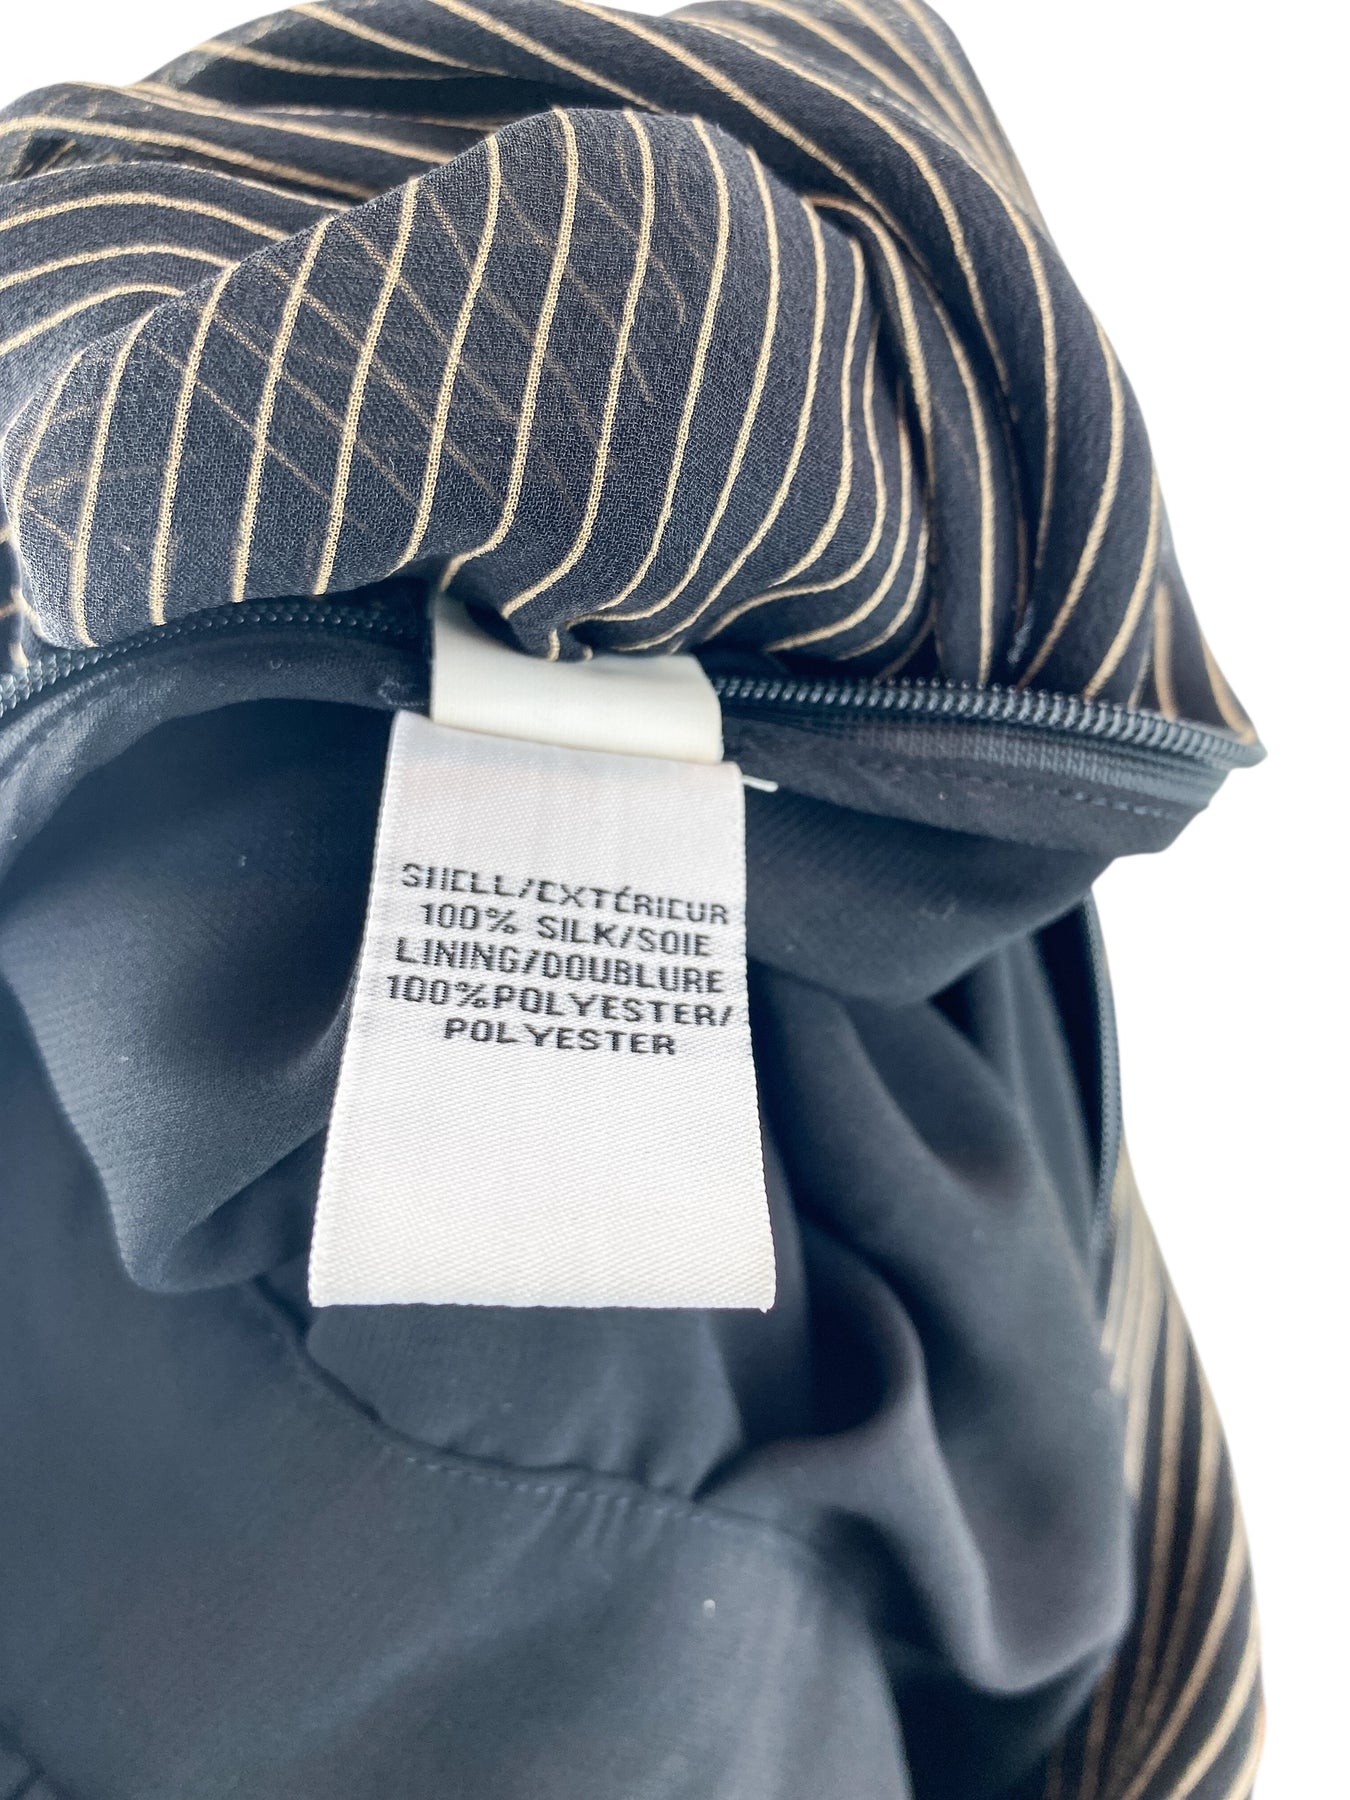 SHELL/EXTÉRIEUR
100% SILK/SOIE
LINING/DOUBLURE
100%POLYESTER/
POLYESTER